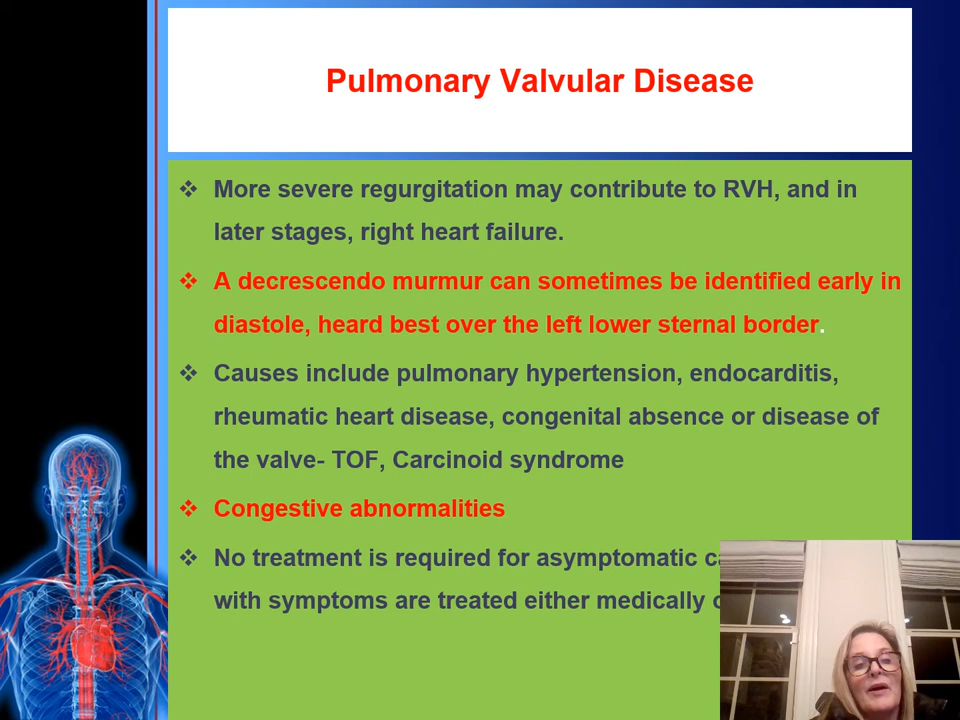 Pulmonary Valvular Disease
❖ More severe regurgitation may contribute to RVH, and in
later stages, right heart failure.
❖ A decrescendo murmur can sometimes be identified early in
diastole, heard best over the left lower sternal border.
❖ Causes include pulmonary hypertension, endocarditis,
rheumatic heart disease, congenital absence or disease of
the valve- TOF, Carcinoid syndrome
❖ Congestive abnormalities
❖ No treatment is required for asymptomatic
with symptoms are treated either medically